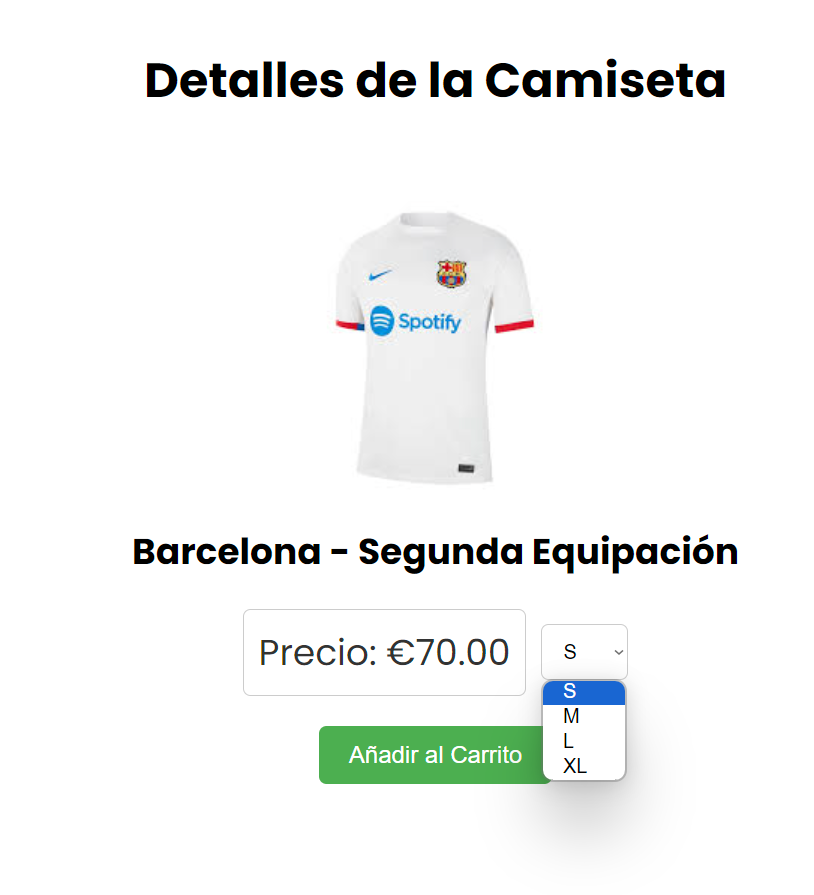 Detalles de la Camiseta
Spotify
Barcelona - Segunda Equipación
Precio: €70.00
S
S
M
L
XL
Añadir al Carrito